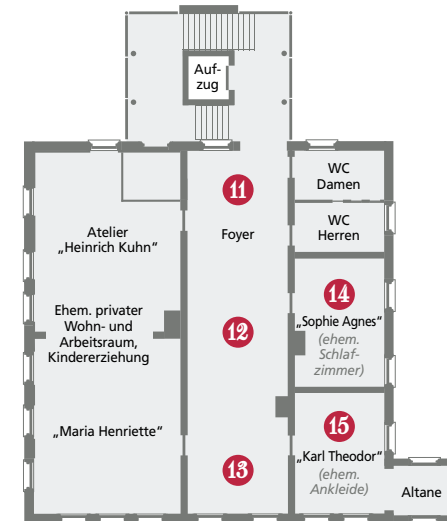 Auf-
zug
11
Foyer
WC
Damen
WC
Herren
Atelier
„Heinrich Kuhn“
Ehem. privater
Wohn- und
Arbeitsraum,
Kindererziehung
„Maria Henriette“
12
13
14
„Sophie Agnes“
(ehem.
Schlaf-
zimmer)
15
„Karl Theodor“
(ehem.
Ankleide)
Altane